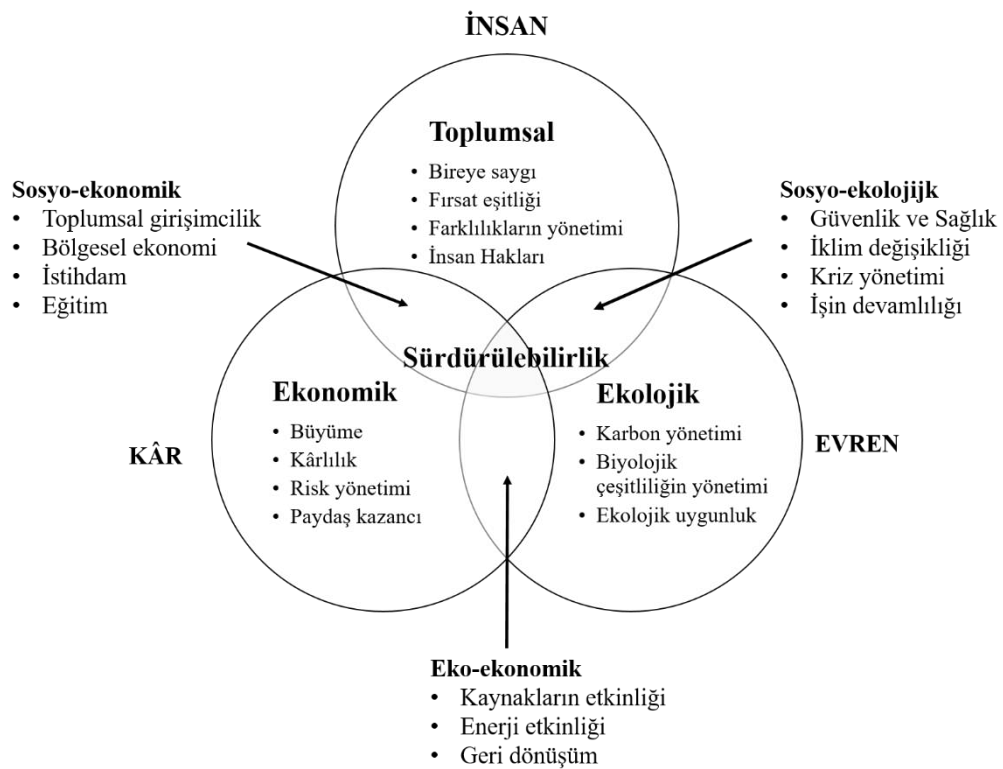 İNSAN
Toplumsal
• Bireye saygı
• Fırsat eşitliği
• Farklılıkların yönetimi
• İnsan Hakları
Sosyo-ekonomik
• Toplumsal girişimcilik
• Bölgesel ekonomi
• İstihdam
• Eğitim
Sosyo-ekolojijk
• Güvenlik ve Sağlık
• İklim değişikliği
• Kriz yönetimi
• İşin devamlılığı
Sürdürülebilirlik
KÂR
Ekonomik
• Büyüme
• Kârlılık
• Risk yönetimi
• Paydaş kazancı
Ekolojik
• Karbon yönetimi
• Biyolojik
çeşitliliğin yönetimi
• Ekolojik uygunluk
EVREN
Eko-ekonomik
• Kaynakların etkinliği
• Enerji etkinliği
• Geri dönüşüm